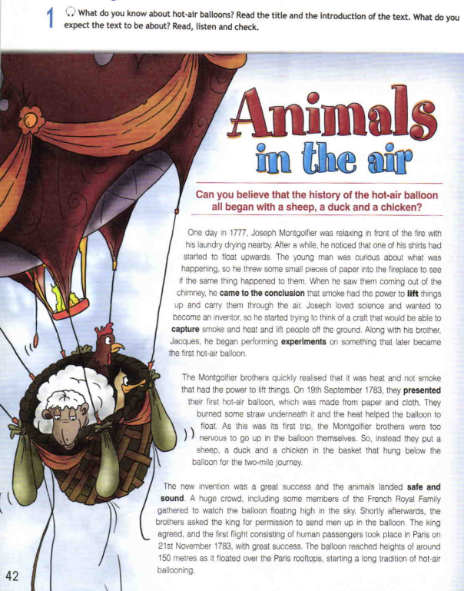 1 What do you know about hot-air balloons? Read the title and the introduction of the text. What do you
expect the text to be about? Read, listen and check.
Animals
in the air
Can you believe that the history of the hot-air balloon
all began with a sheep, a duck and a chicken?
One day in 1777, Joseph Montgolfier was relaxing in front of the fire with
his laundry drying nearby. After a while, he noticed that one of his shirts had
started to float upwards. The young man was curious about what was
happening, so he threw some small pieces of paper into the fireplace to see
if the same thing happened to them. When he saw them coming out of the
chimney, he came to the conclusion that smoke had the power to lift things
up and carry them through the air. Joseph loved science and wanted to
become an inventor, so he started trying to think of a craft that would be able to
capture smoke and heat and lift people off the ground. Along with his brother,
Jacques, he began performing experiments on something that later became
the first hot-air balloon.
The Montgolfier brothers quickly realised that it was heat and not smoke
that had the power to lift things. On 19th September 1783, they presented
their first hot-air balloon, which was made from paper and cloth. They
burned some straw underneath it and the heat helped the balloon to
float. As this was its first trip, the Montgolfier brothers were too
nervous to go up in the balloon themselves. So, instead they put a
sheep, a duck and a chicken in the basket that hung below the
balloon for the two-mile journey.
The new invention was a great success and the animals landed safe and
sound. A huge crowd, including some members of the French Royal Family
gathered to watch the balloon floating high in the sky. Shortly afterwards, the
brothers asked the king for permission to send men up in the balloon. The king
agreed, and the first flight consisting of human passengers took place in Paris on
21st November 1783, with great success. The balloon reached heights of around
150 metres as it floated over the Paris rooftops, starting a long tradition of hot-air
ballooning.
42